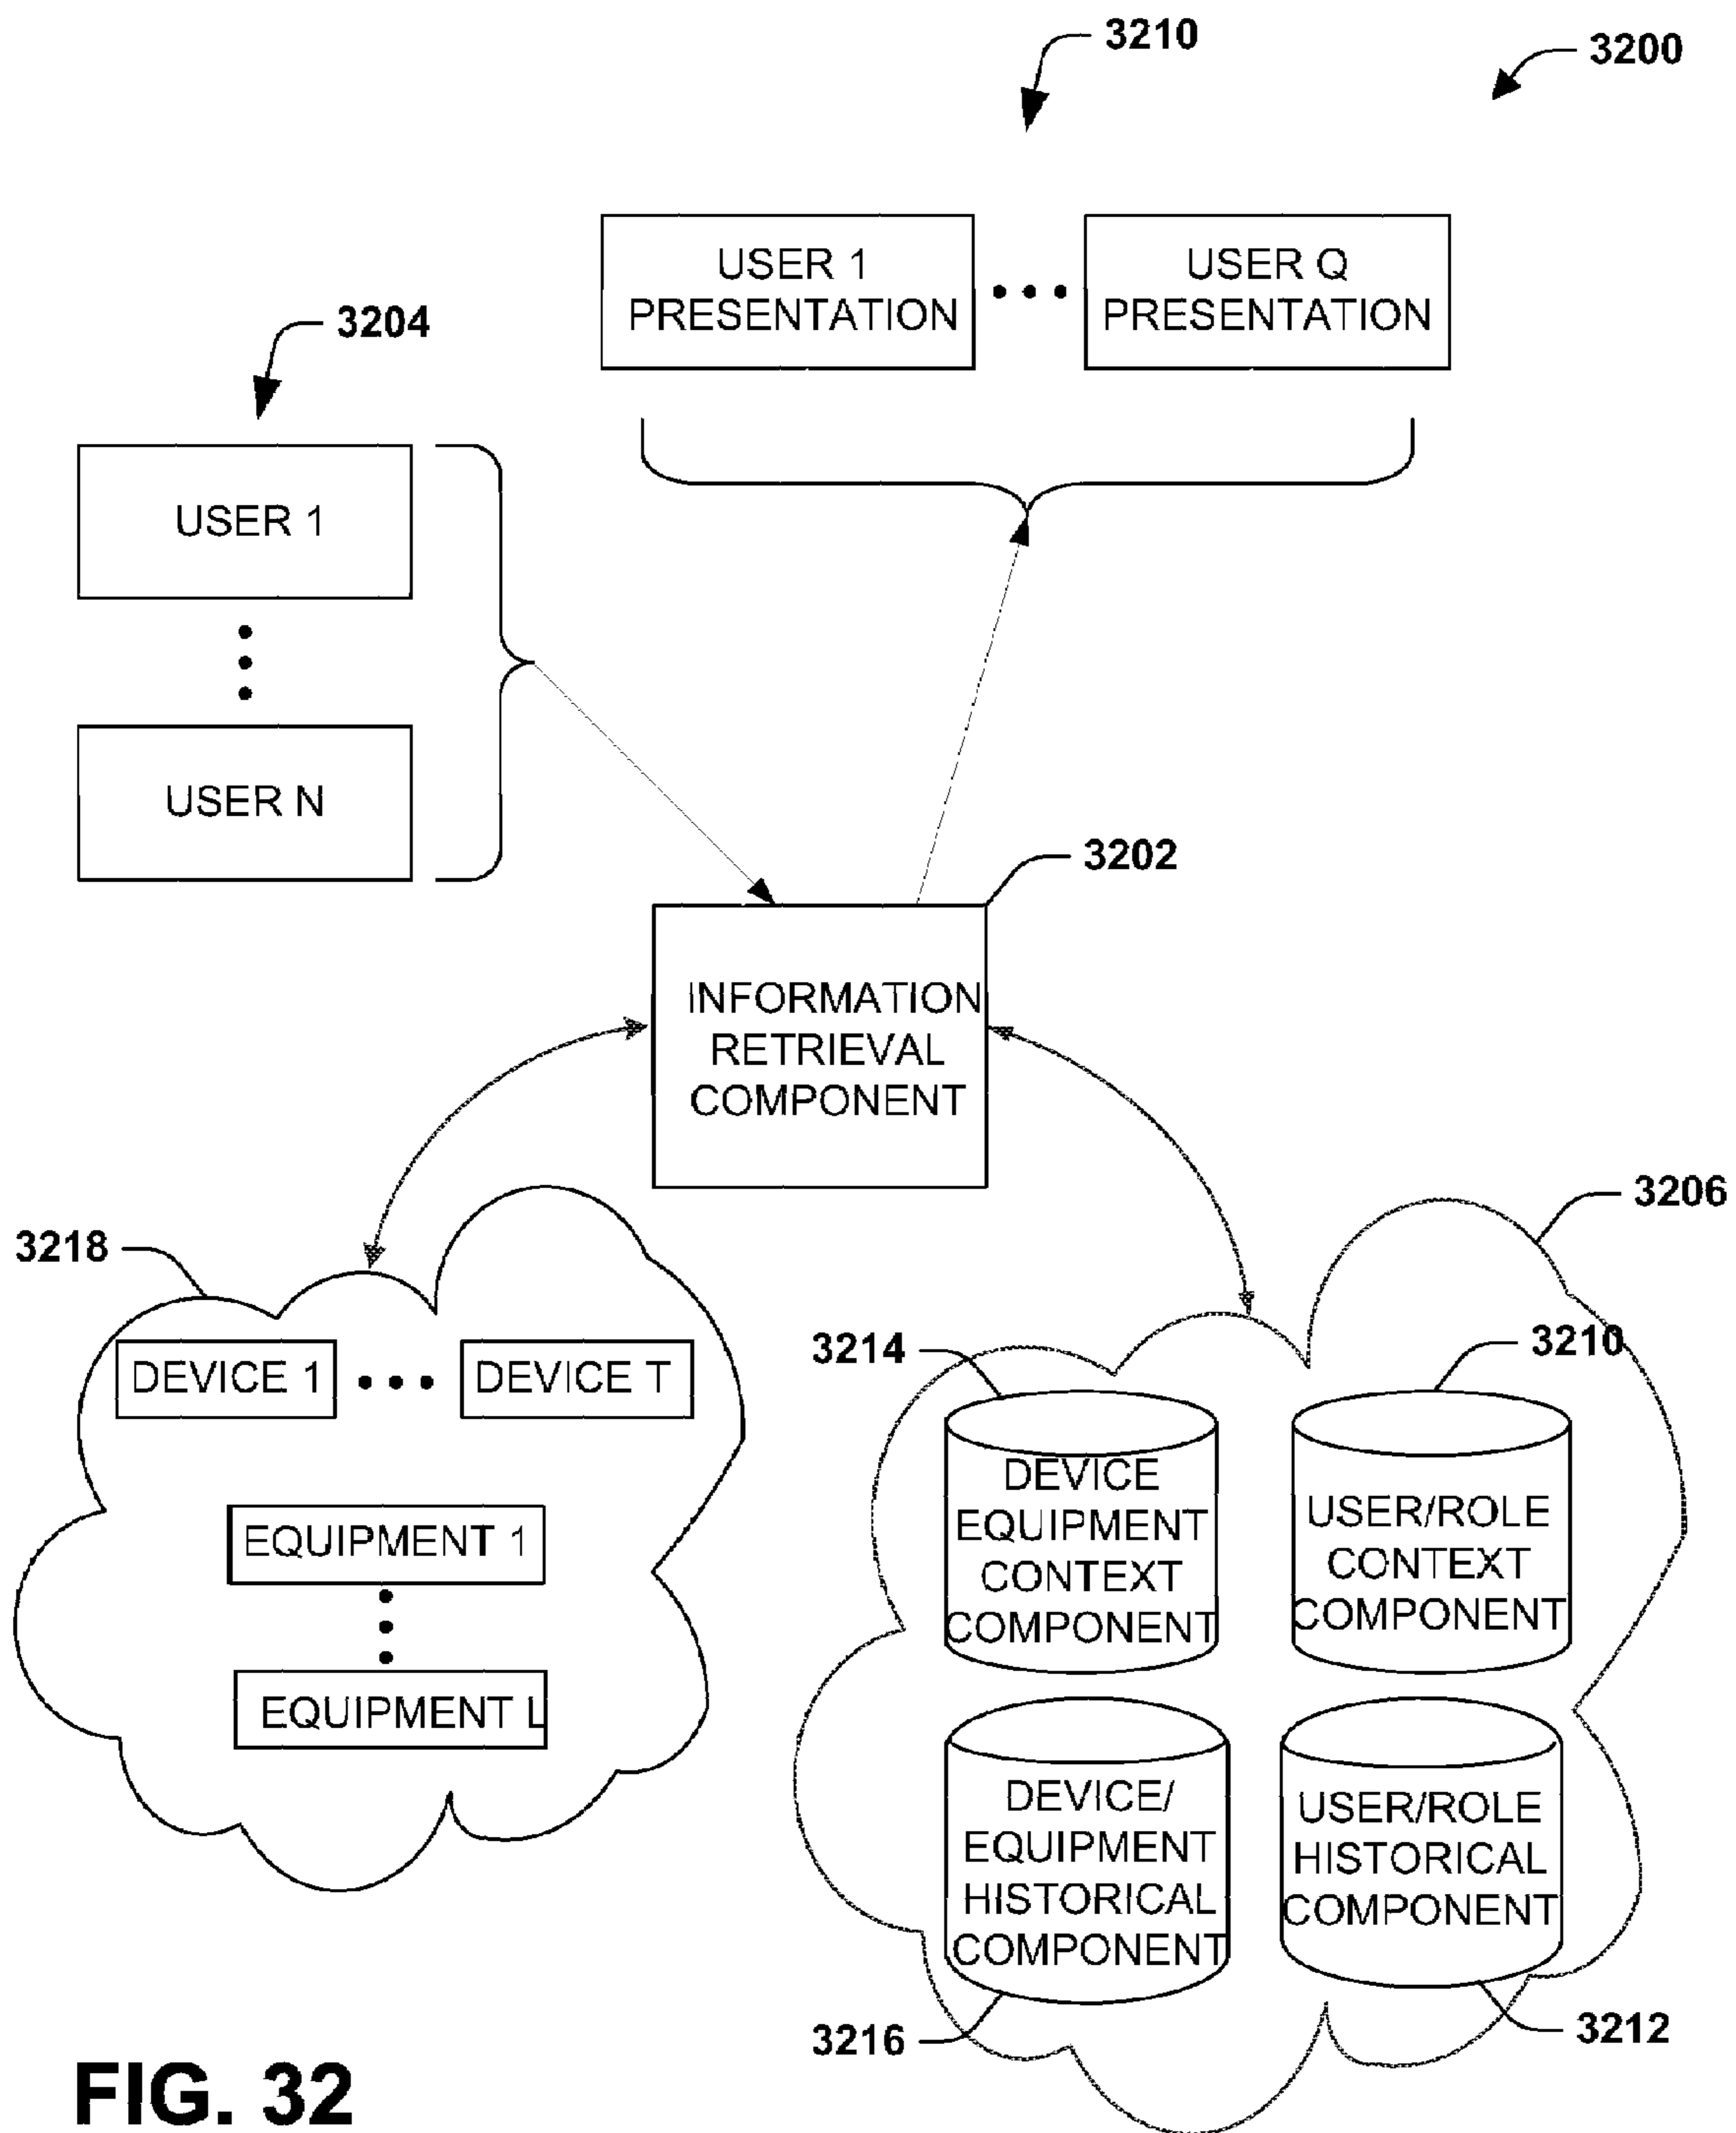 3210
3200
USER 1
PRESENTATION
USER Q
PRESENTATION
3204
USER 1
USER N
3202
INFORMATION
RETRIEVAL
COMPONENT
3206
3218
DEVICE 1
DEVICE T
EQUIPMENT 1
EQUIPMENT L
3214
3210
DEVICE
EQUIPMENT
CONTEXT
COMPONENT
USER/ROLE
CONTEXT
COMPONENT
DEVICE/
EQUIPMENT
HISTORICAL
COMPONENT
USER/ROLE
HISTORICAL
COMPONENT
3216
3212
FIG. 32